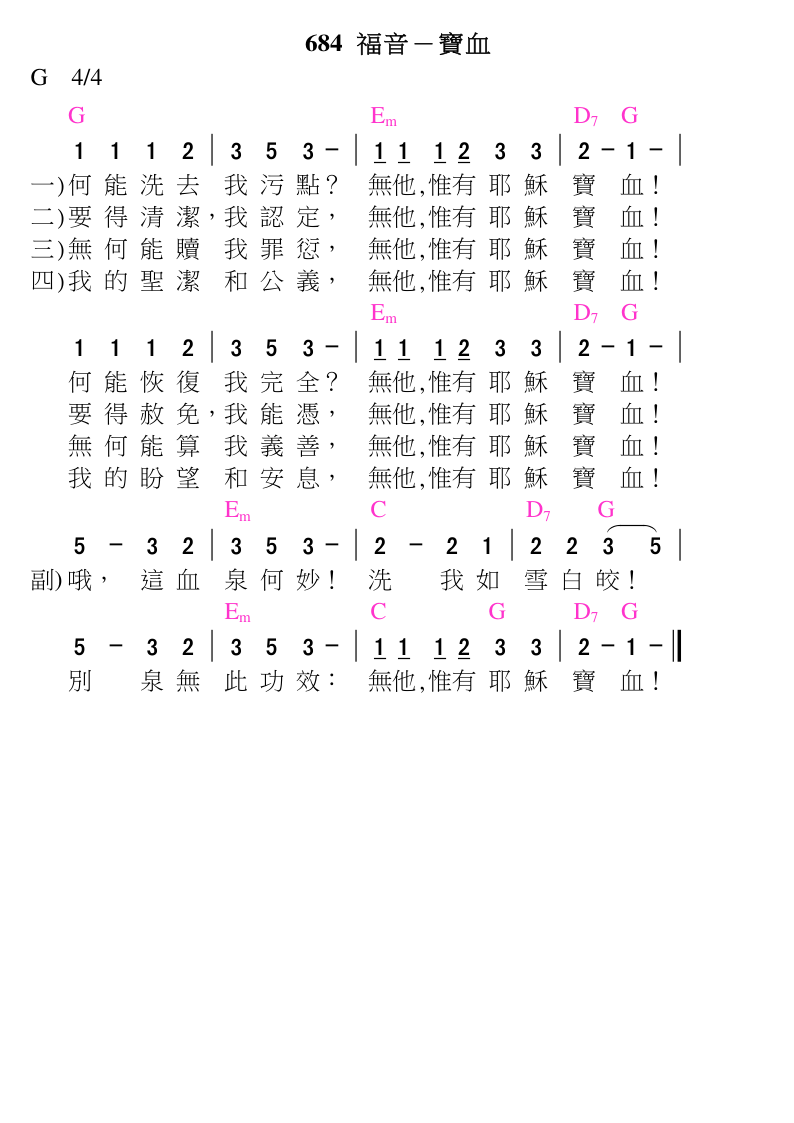 684 福音－寶血
G 4/4
G Em D7 G
1 1 1 2 | 3 5 3 － | 1 1 1 2 3 3 | 2 － 1 － |
一)何能洗去 我污點？ 無他,惟有耶穌 寶血！
二)要得清潔，我認定， 無他,惟有耶穌 寶血！
三)無何能贖 我罪愆， 無他,惟有耶穌 寶血！
四)我的聖潔 和公義， 無他,惟有耶穌 寶血！
Em D7 G
1 1 1 2 | 3 5 3 － | 1 1 1 2 3 3 | 2 － 1 － |
何能恢復 我完全？ 無他,惟有耶穌 寶血！
要得赦免，我能憑， 無他,惟有耶穌 寶血！
無何能算 我義善， 無他,惟有耶穌 寶血！
我的盼望 和安息， 無他,惟有耶穌 寶血！
Em C D7 G
5 － 3 2 | 3 5 3 － | 2 － 2 1 | 2 2 3 5 |
副)哦， 這血 泉何妙！ 洗 我如 雪白皎！
Em C G D7 G
5 － 3 2 | 3 5 3 － | 1 1 1 2 3 3 | 2 － 1 － ||
別 泉無 此功效： 無他,惟有耶穌 寶血！